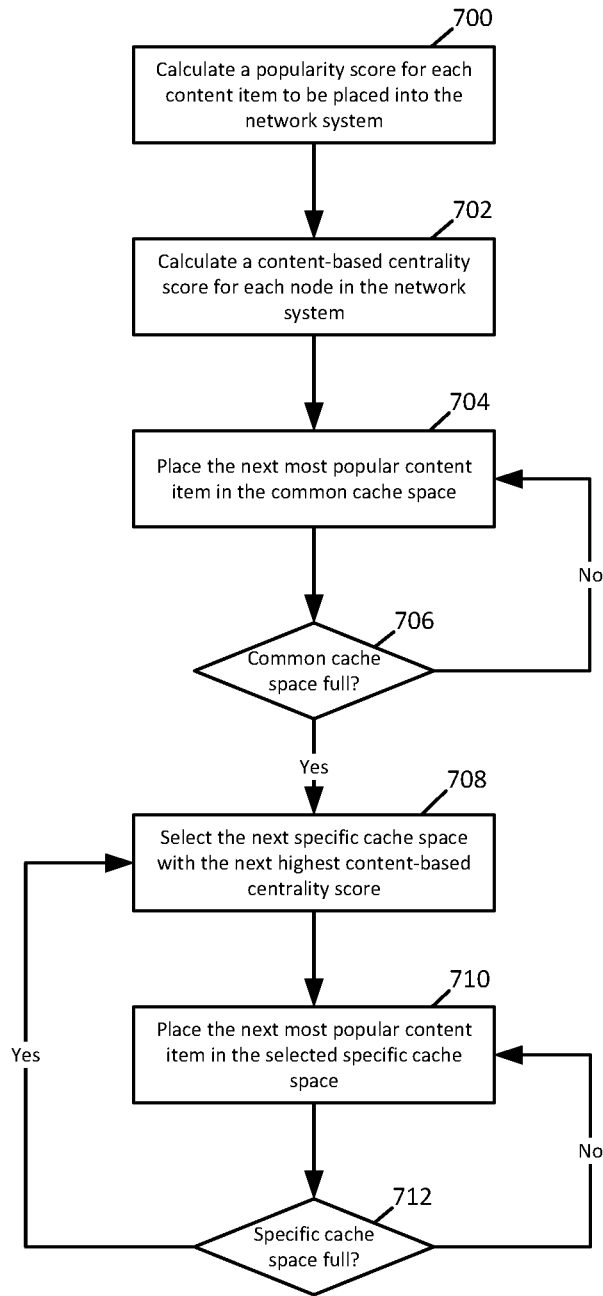 700
Calculate a popularity score for each
content item to be placed into the
network system
702
Calculate a content-based centrality
score for each node in the network
system
704
Place the next most popular content
item in the common cache space
No
706
Common cache
space full?
Yes
708
Select the next specific cache space
with the next highest content-based
centrality score
710
Place the next most popular content
item in the selected specific cache
space
Yes
No
712
Specific cache
space full?